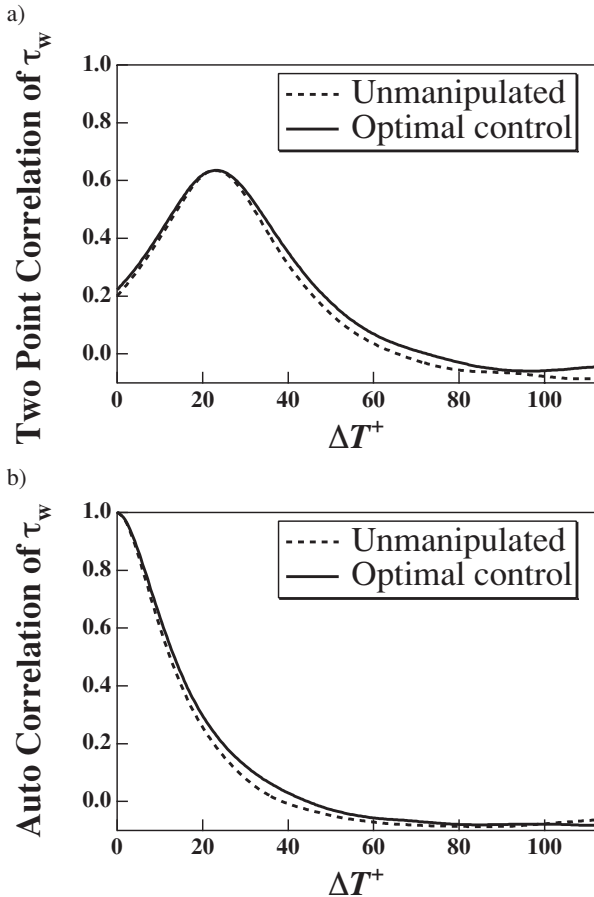 a)
Two Point Correlation of τw
1.0
0.8
0.6
0.4
0.2
0.0
Unmanipulated
Optimal control
0 20 40 60 80 100
ΔT+
b)
Auto Correlation of τw
1.0
0.8
0.6
0.4
0.2
0.0
Unmanipulated
Optimal control
0 20 40 60 80 100
ΔT+